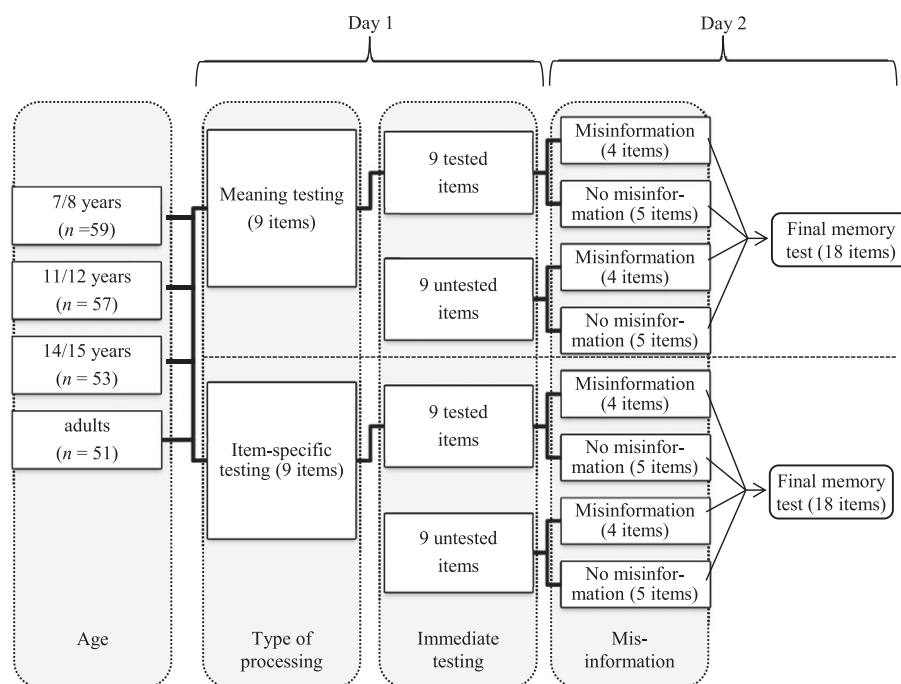 Day 1
Day 2
7/8 years
(n =59)
11/12 years
(n = 57)
14/15 years
(n = 53)
adults
(n = 51)
Age
Meaning testing
(9 items)
Item-specific
testing (9 items)
Type of
processing
9 tested
items
9 untested
items
9 tested
items
9 untested
items
Immediate
testing
Misinformation
(4 items)
No misinfor-
mation (5 items)
Misinformation
(4 items)
No misinfor-
mation (5 items)
Misinformation
(4 items)
No misinfor-
mation (5 items)
Misinformation
(4 items)
No misinfor-
mation (5 items)
Mis-
information
Final memory
test (18 items)
Final memory
test (18 items)